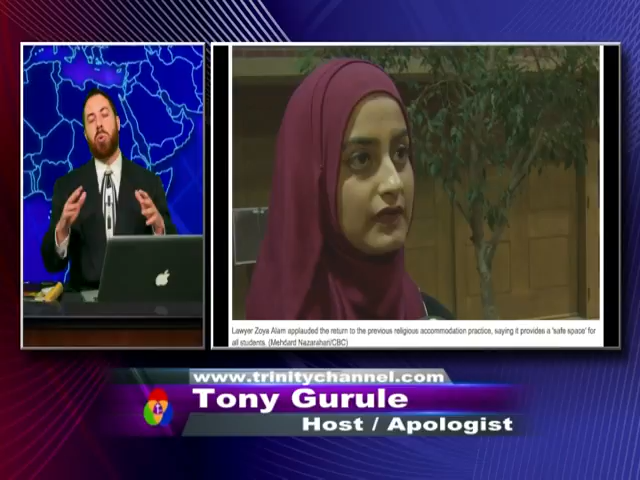 Lawyer Zoya Alam applauded the return to the previous religious accommodation practice, saying it provides a 'safe space' for
all students. (Mehdard Nazarahari/CBC)
www.trinitychannel.com
Tony Gurule
Host / Apologist